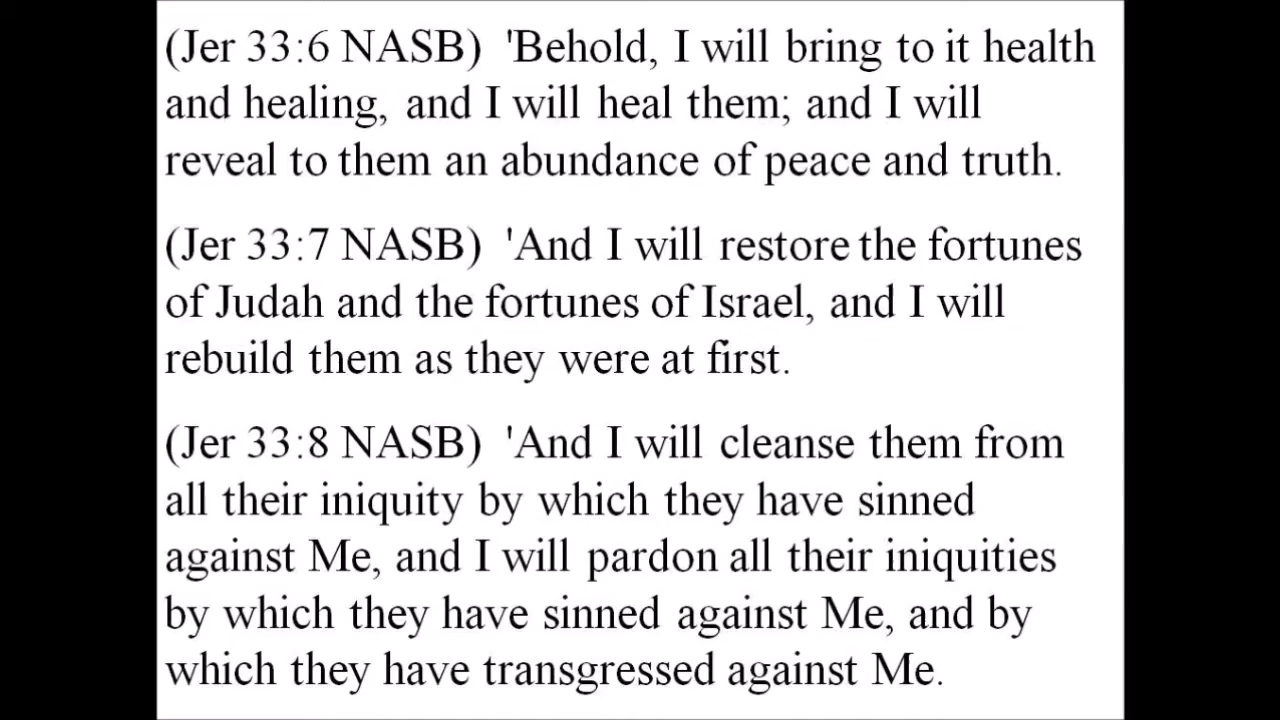 (Jer 33:6 NASB) 'Behold, I will bring to it health
and healing, and I will heal them; and I will
reveal to them an abundance of peace and truth.
(Jer 33:7 NASB) 'And I will restore the fortunes
of Judah and the fortunes of Israel, and I will
rebuild them as they were at first.
(Jer 33:8 NASB) 'And I will cleanse them from
all their iniquity by which they have sinned
against Me, and I will pardon all their iniquities
by which they have sinned against Me, and by
which they have transgressed against Me.